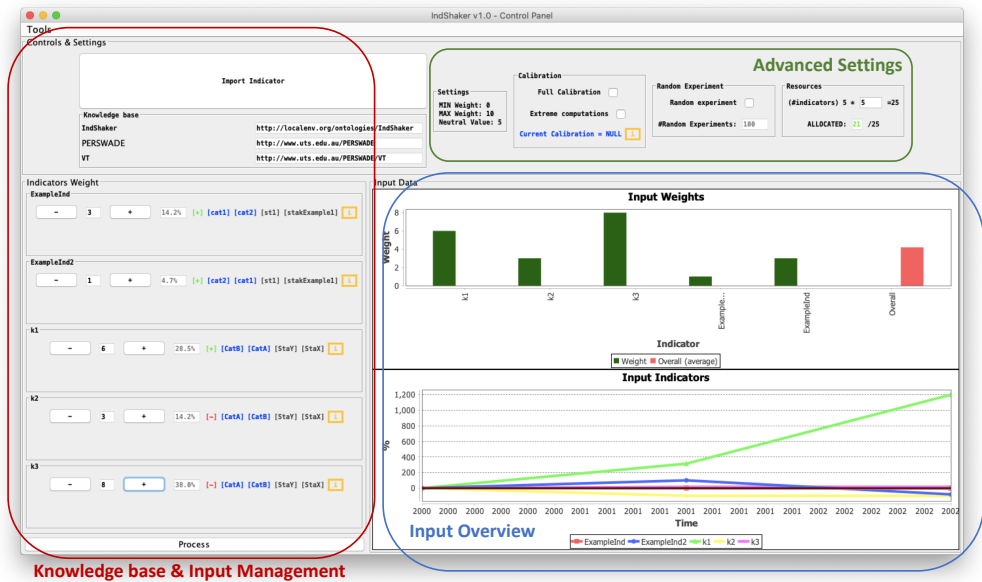 IndShaker v1.0 - Control Panel
Tools
Controls & Settings
Import Indicator
Knowledge base
IndShaker http://localenv.org/ontologies/IndShaker
PERSWADE http://www.uts.edu.au/PERSWADE
VT http://www.uts.edu.au/PERSWADE/VT
Advanced Settings
Settings
MIN Weight: 0
MAX Weight: 10
Neutral Value: 5
Calibration
Full Calibration
Extreme computations
Current Calibration = NULL i
Random Experiment
Random experiment
#Random Experiments: 100
Resources
(#indicators) 5 * 5 =25
ALLOCATED: 21 /25
Indicators Weight
ExampleInd
- 3 + 14.2% [+] [cat1] [cat2] [st1] [stakExample1] i
ExampleInd2
- 1 + 4.7% [+] [cat2] [cat1] [st1] [stakExample1] i
k1
- 6 + 28.5% [+] [CatB] [CatA] [StaY] [StaX] i
k2
- 3 + 14.2% [-] [CatA] [CatB] [StaY] [StaX] i
k3
- 8 + 38.0% [-] [CatA] [CatB] [StaY] [StaX] i
Process
Knowledge base & Input Management
Input Data
Input Weights
Weight
8
6
4
2
0
k1 k2 k3 Example... ExampleInd Overall
Indicator
Weight Overall (average)
Input Indicators
%
1,200
1,000
800
600
400
200
0
2000 2000 2000 2000 2000 2000 2001 2001 2001 2001 2001 2001 2002 2002 2002 2002 2002
Time
Input Overview
ExampleInd ExampleInd2 k1 k2 k3